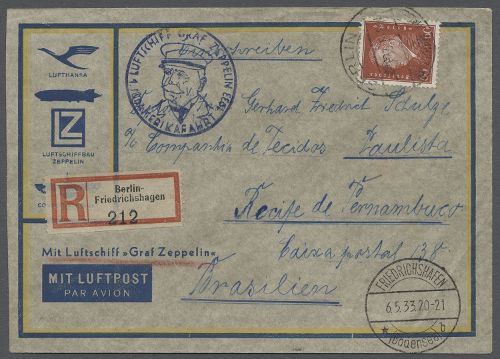 LUFTHANSA
LZ
LUFTSCHIFFBAU
ZEPPELIN
LUFTSCHIFF GRAF ZEPPELIN 1933
Einschreiben
BERLIN
Gerhard Friedrich
p/ Companhia de Tecidos Paulista
Recife de Pernambuco
Caixa postal 138
Brasilien
R
Berlin-
Friedrichshagen
212
Mit Luftschiff »Graf Zeppelin«
MIT LUFTPOST
PAR AVION
FRIEDRICHSHAFEN
6.5.33.20-21
* (Bodensee) b